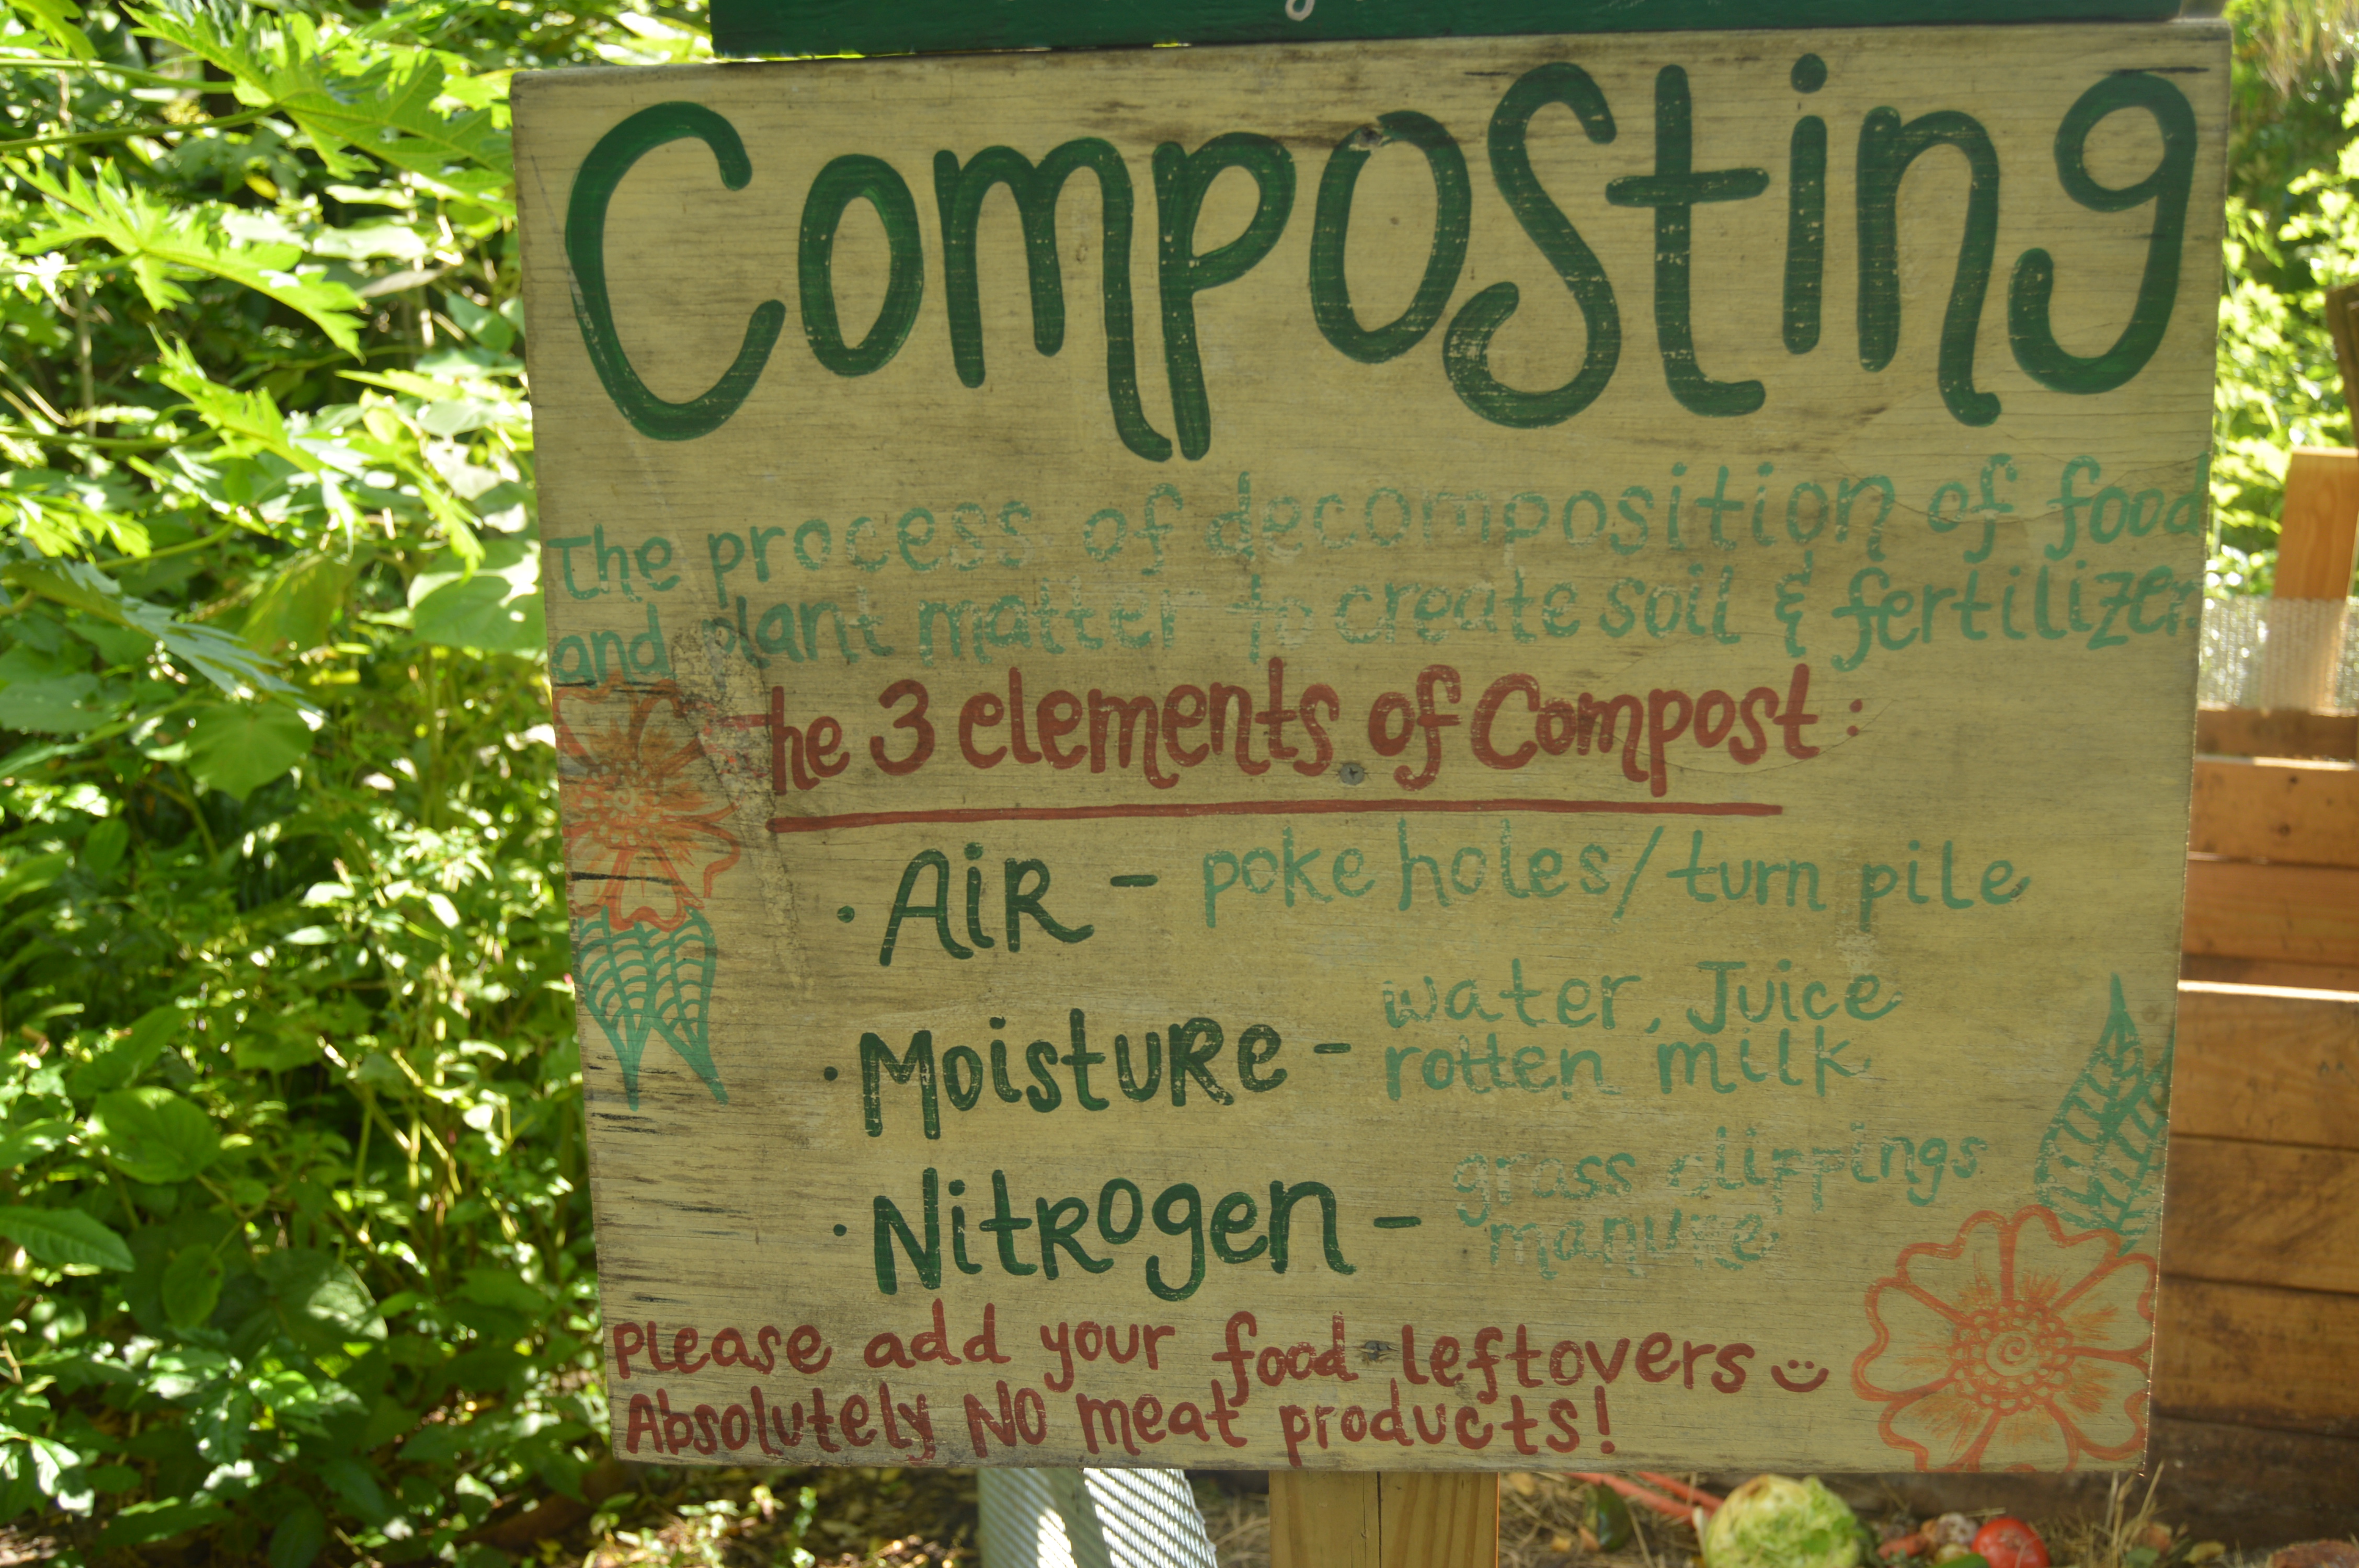 Composting
The process of decomposition of food
and plant matter to create soil & fertilizer.
The 3 elements of Compost:
· AiR - poke holes/turn pile
· MoistuRe - water, Juice
rotten milk
· NitRogen - grass clippings
manure
Please add your food leftovers
Absolutely NO meat products!